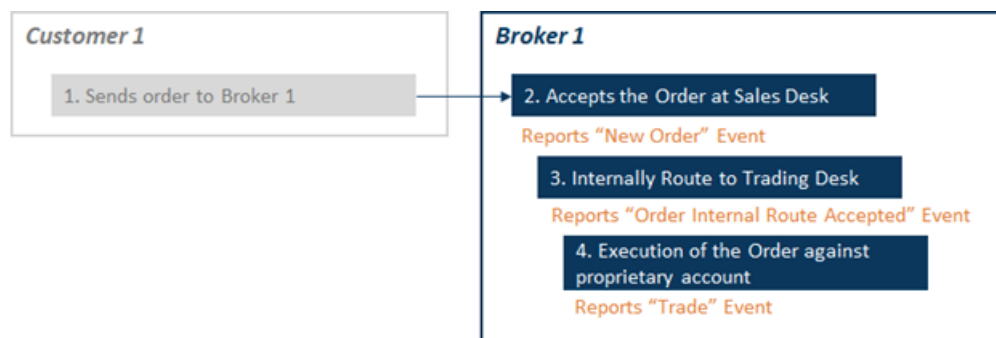 Customer 1
1. Sends order to Broker 1
Broker 1
2. Accepts the Order at Sales Desk
Reports “New Order” Event
3. Internally Route to Trading Desk
Reports “Order Internal Route Accepted” Event
4. Execution of the Order against
proprietary account
Reports “Trade” Event